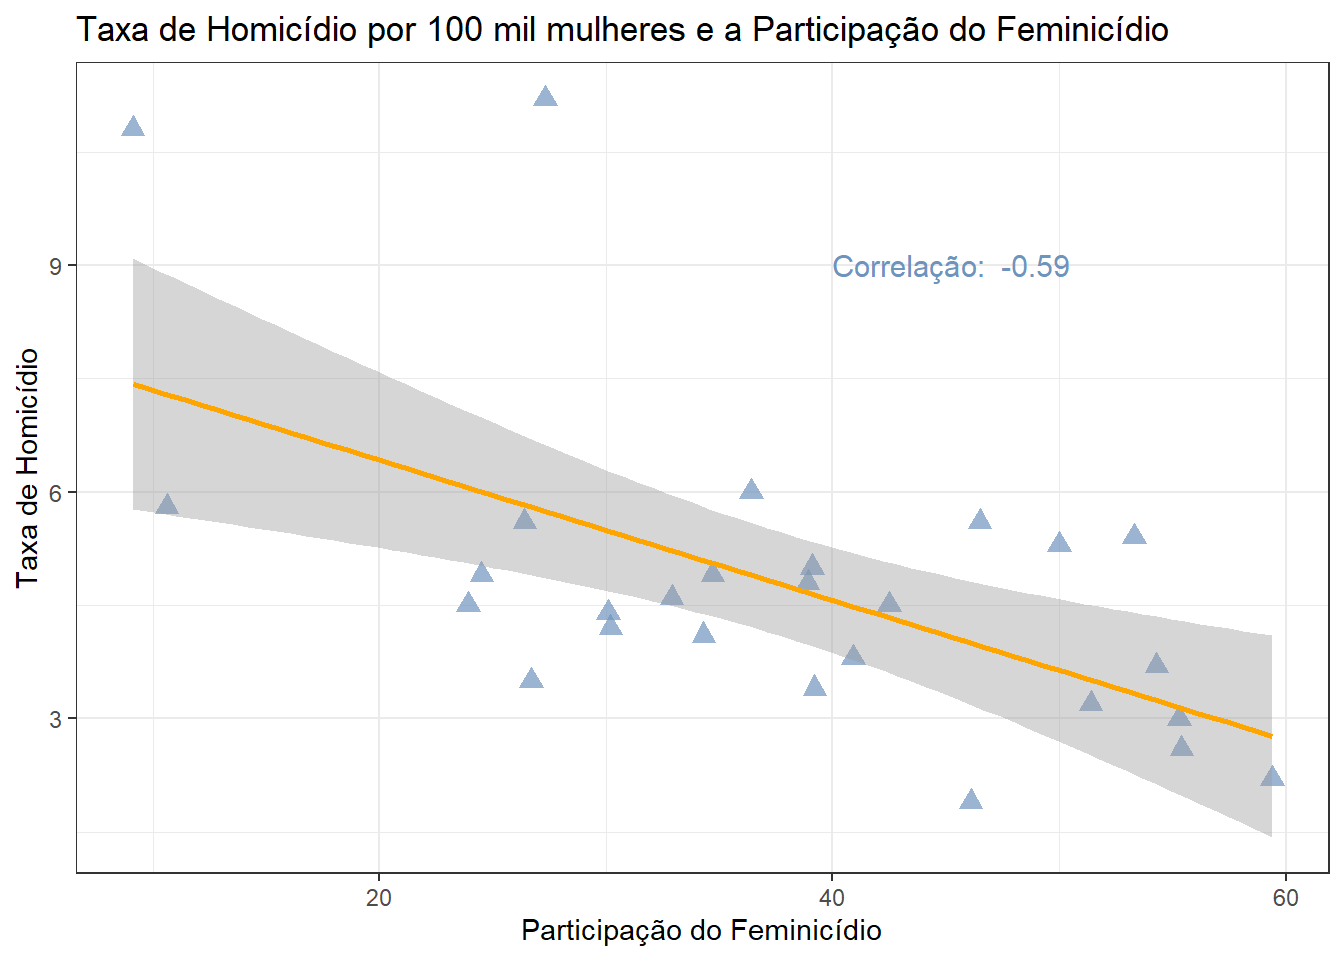 Taxa de Homicídio por 100 mil mulheres e a Participação do Feminicídio
Correlação:  -0.59
Taxa de Homicídio
9
6
3
20
40
60
Participação do Feminicídio